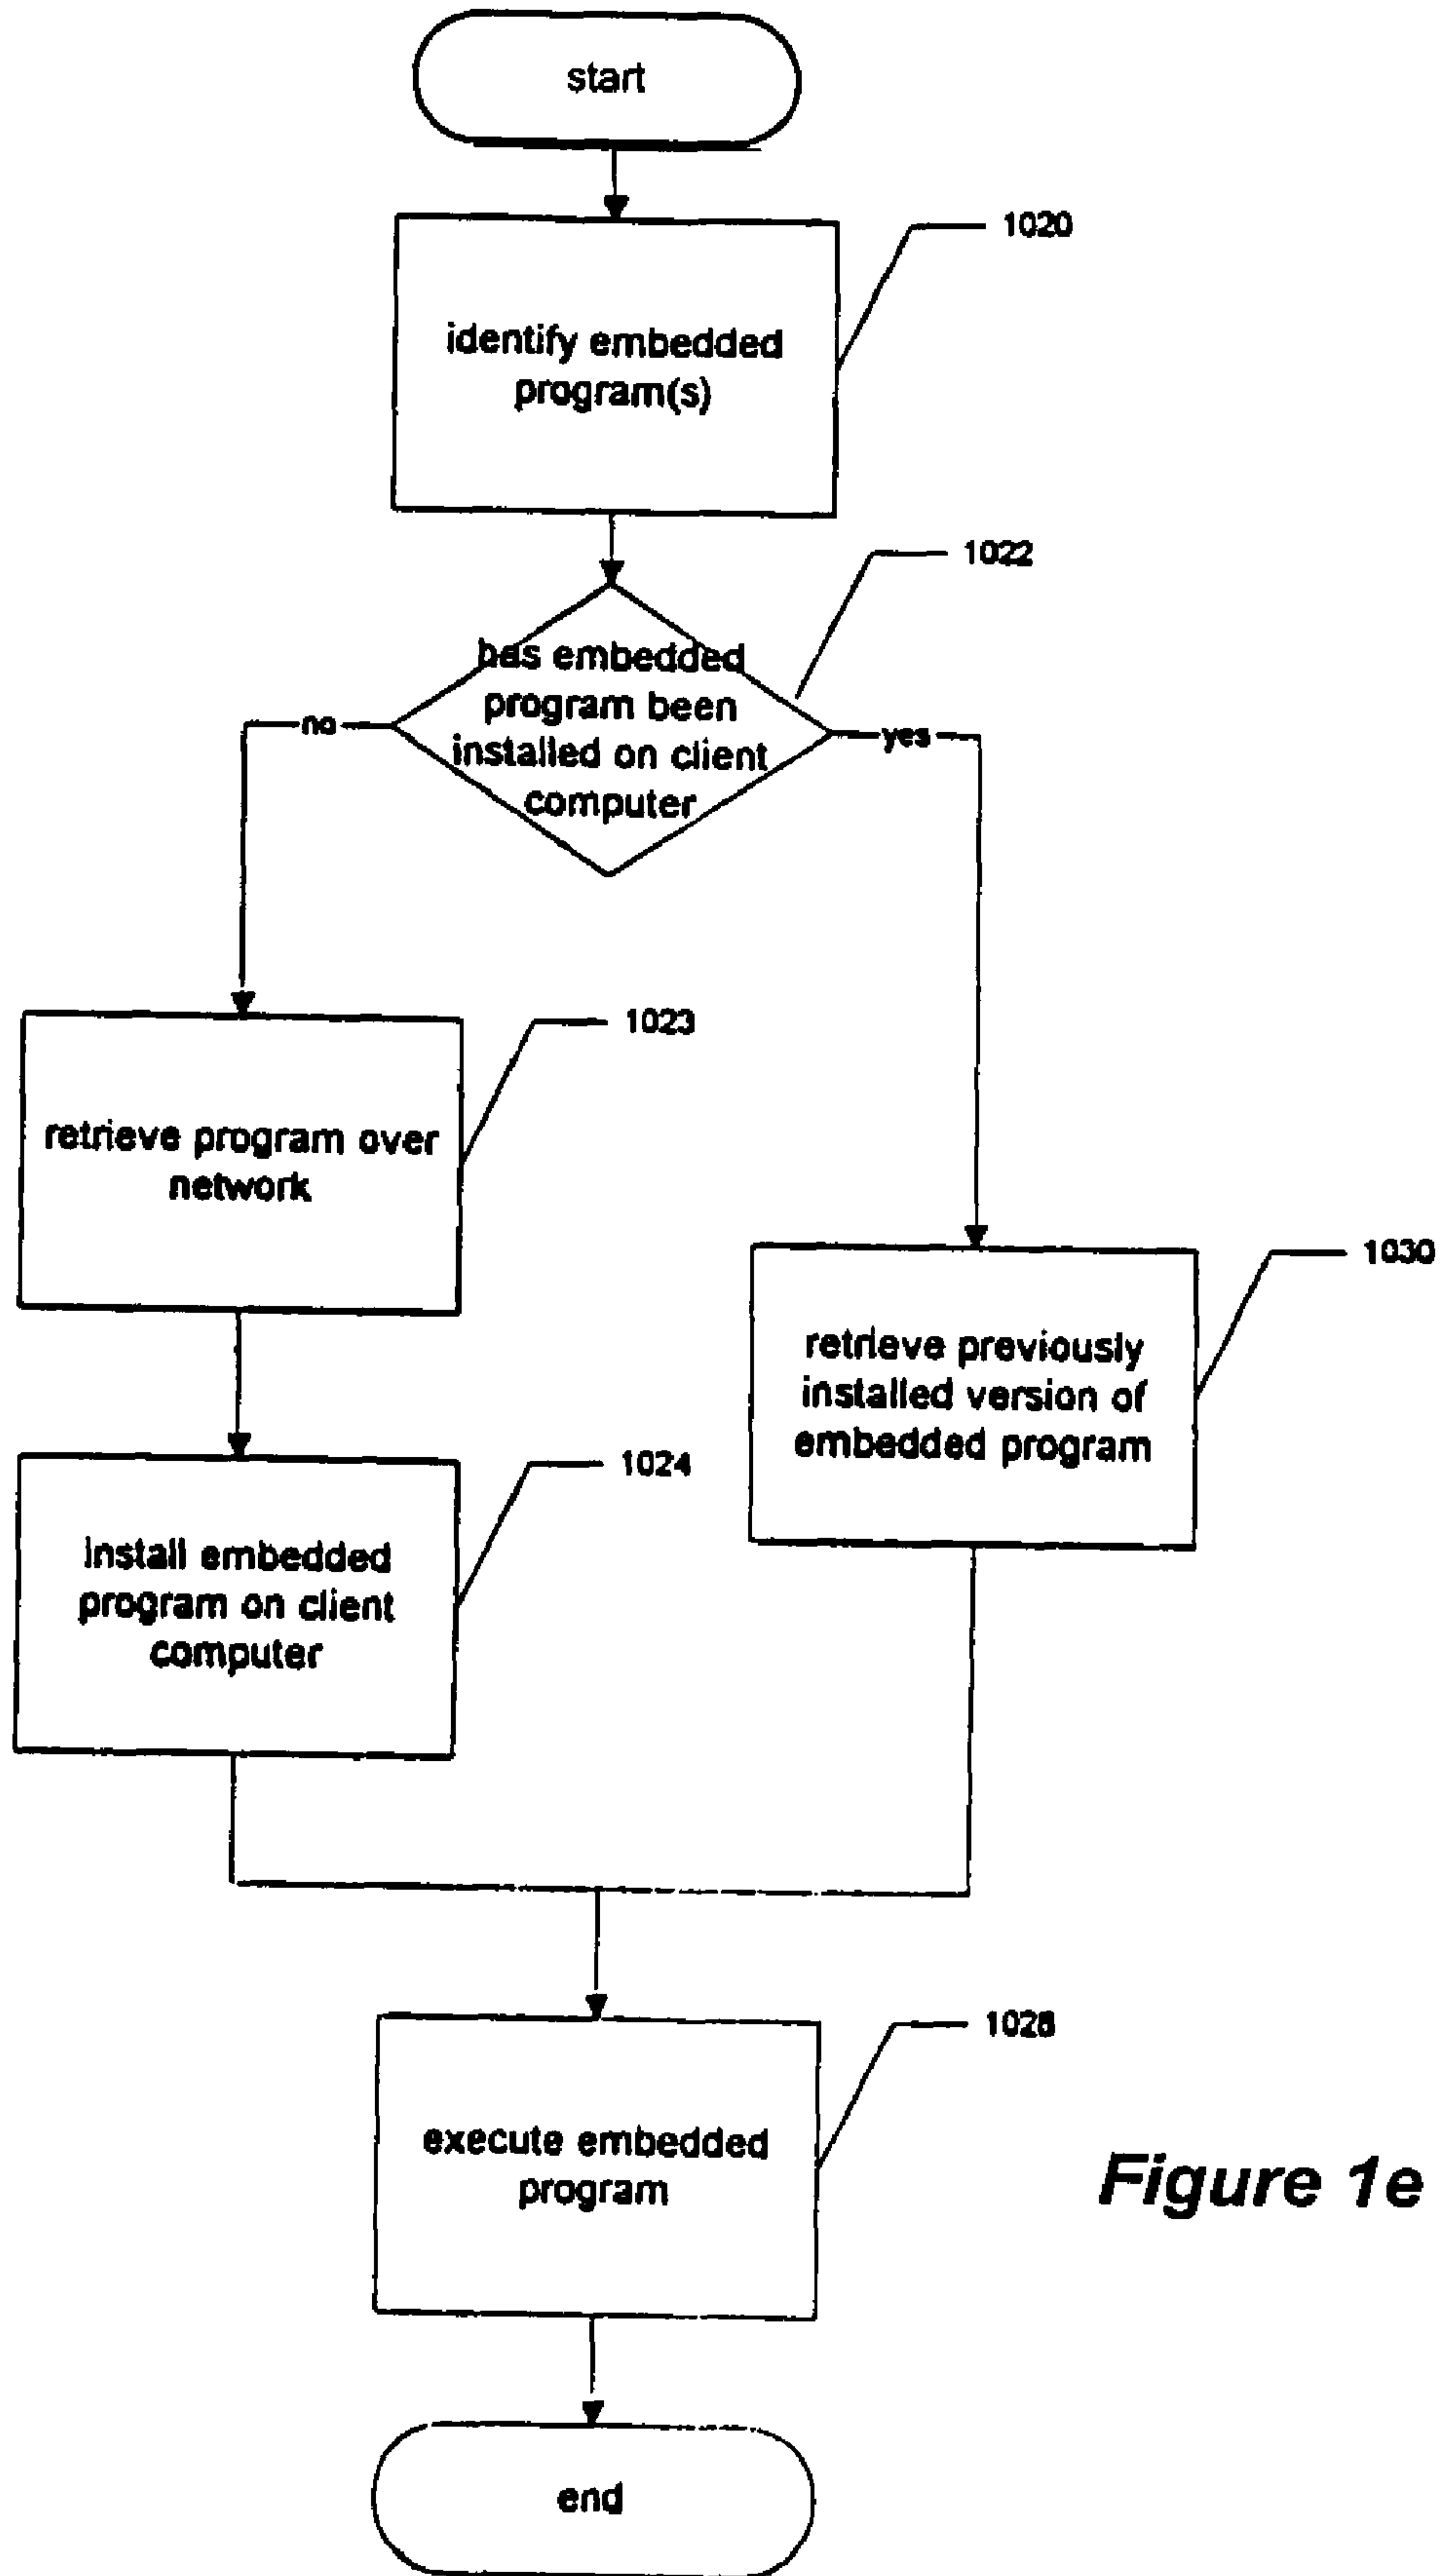 start
1020
identify embedded
program(s)
1022
has embedded
program been
installed on client
computer
no
yes
1023
retrieve program over
network
1030
retrieve previously
installed version of
embedded program
1024
install embedded
program on client
computer
1028
execute embedded
program
Figure 1e
end